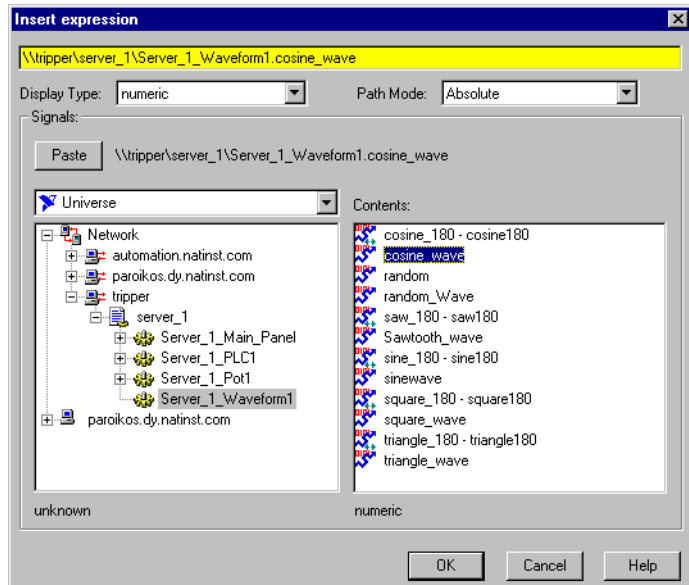 Insert expression
\\tripper\server_1\Server_1_Waveform1.cosine_wave
Display Type: numeric Path Mode: Absolute
Signals:
Paste \\tripper\server_1\Server_1_Waveform1.cosine_wave
Universe
Network
automation.natinst.com
paroikos.dy.natinst.com
tripper
server_1
Server_1_Main_Panel
Server_1_PLC1
Server_1_Pot1
Server_1_Waveform1
paroikos.dy.natinst.com
unknown
Contents:
cosine_180 - cosine180
cosine_wave
random
random_Wave
saw_180 - saw180
Sawtooth_wave
sine_180 - sine180
sinewave
square_180 - square180
square_wave
triangle_180 - triangle180
triangle_wave
numeric
OK Cancel Help